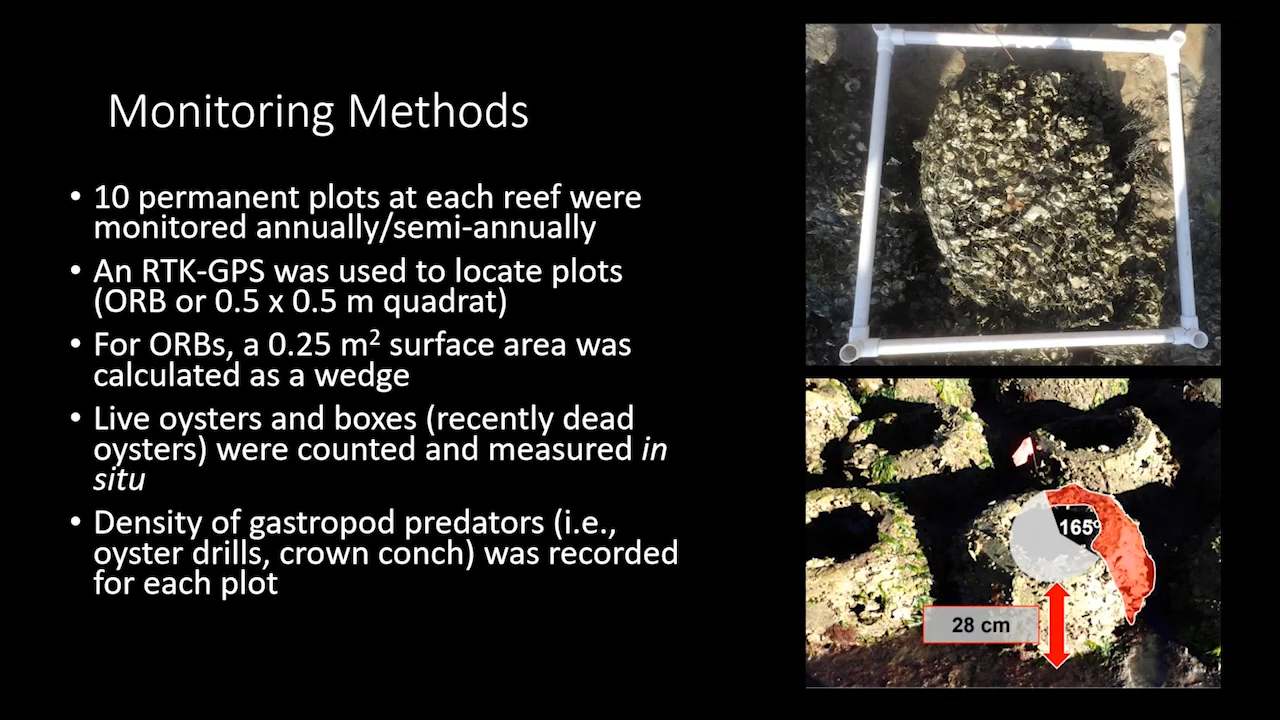 Monitoring Methods
• 10 permanent plots at each reef were
monitored annually/semi-annually
• An RTK-GPS was used to locate plots
(ORB or 0.5 x 0.5 m quadrat)
• For ORBs, a 0.25 m² surface area was
calculated as a wedge
• Live oysters and boxes (recently dead
oysters) were counted and measured in
situ
• Density of gastropod predators (i.e.,
oyster drills, crown conch) was recorded
for each plot
165°
28 cm